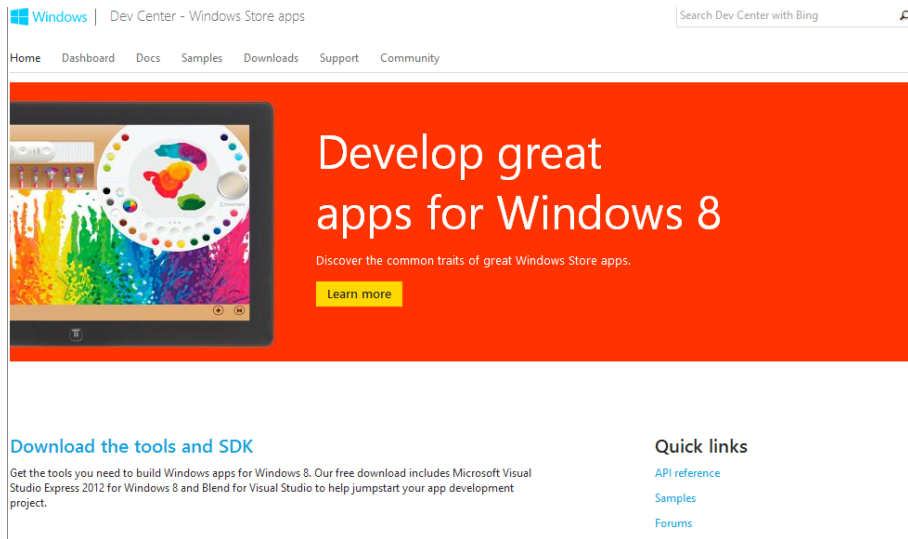 Windows | Dev Center - Windows Store apps
Search Dev Center with Bing
Home Dashboard Docs Samples Downloads Support Community
Develop great
apps for Windows 8
Discover the common traits of great Windows Store apps.
Learn more
Download the tools and SDK
Get the tools you need to build Windows apps for Windows 8. Our free download includes Microsoft Visual
Studio Express 2012 for Windows 8 and Blend for Visual Studio to help jumpstart your app development
project.
Quick links
API reference
Samples
Forums